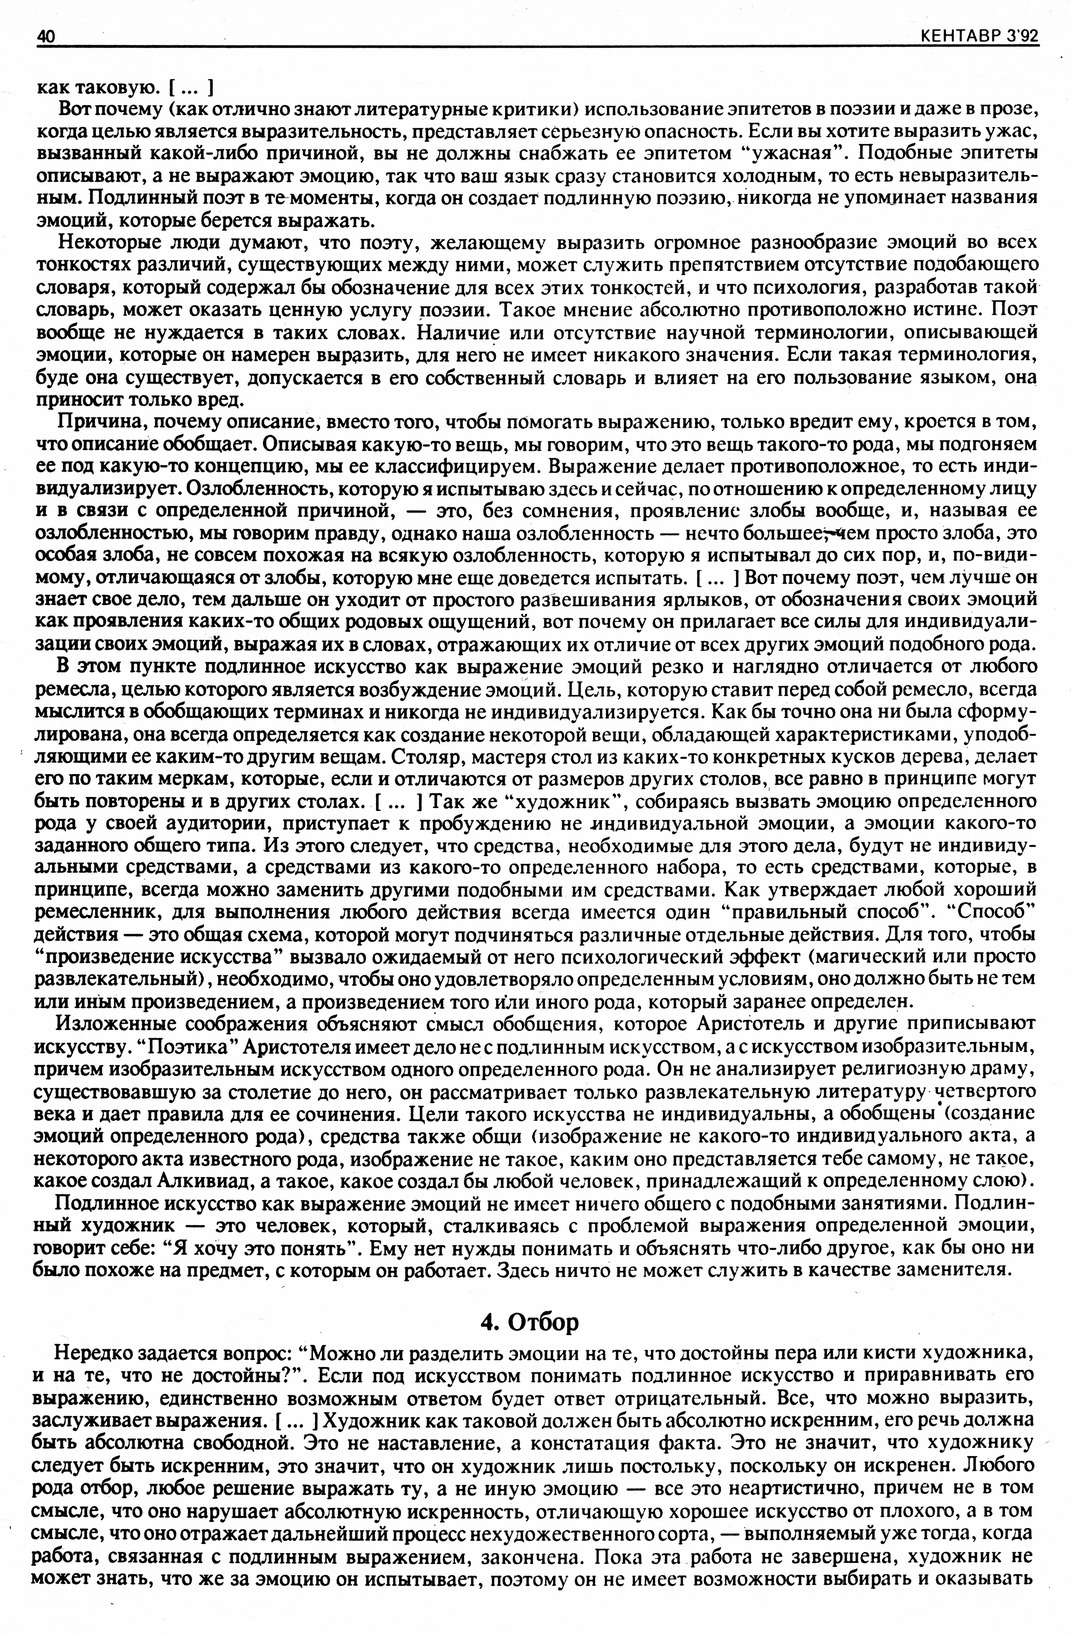 40
КЕНТАВР 3'92
как таковую. [ ... ]
Вот почему (как отлично знают литературные критики) использование эпитетов в поэзии и даже в прозе,
когда целью является выразительность, представляет серьезную опасность. Если вы хотите выразить ужас,
вызванный какой-либо причиной, вы не должны снабжать ее эпитетом “ужасная”. Подобные эпитеты
описывают, а не выражают эмоцию, так что ваш язык сразу становится холодным, то есть невыразитель-
ным. Подлинный поэт в те моменты, когда он создает подлинную поэзию, никогда не упоминает названия
эмоций, которые берется выражать.
Некоторые люди думают, что поэту, желающему выразить огромное разнообразие эмоций во всех
тонкостях различий, существующих между ними, может служить препятствием отсутствие подобающего
словаря, который содержал бы обозначение для всех этих тонкостей, и что психология, разработав такой
словарь, может оказать ценную услугу поэзии. Такое мнение абсолютно противоположно истине. Поэт
вообще не нуждается в таких словах. Наличие или отсутствие научной терминологии, описывающей
эмоции, которые он намерен выразить, для него не имеет никакого значения. Если такая терминология,
буде она существует, допускается в его собственный словарь и влияет на его пользование языком, она
приносит только вред.
Причина, почему описание, вместо того, чтобы помогать выражению, только вредит ему, кроется в том,
что описание обобщает. Описывая какую-то вещь, мы говорим, что это вещь такого-то рода, мы подгоняем
ее под какую-то концепцию, мы ее классифицируем. Выражение делает противоположное, то есть инди-
видуализирует. Озлобленность, которую я испытываю здесь и сейчас, по отношению к определенному лицу
и в связи с определенной причиной, — это, без сомнения, проявление злобы вообще, и, называя ее
озлобленностью, мы говорим правду, однако наша озлобленность — нечто большее, чем просто злоба, это
особая злоба, не совсем похожая на всякую озлобленность, которую я испытывал до сих пор, и, по-види-
мому, отличающаяся от злобы, которую мне еще доведется испытать. [ ... ] Вот почему поэт, чем лучше он
знает свое дело, тем дальше он уходит от простого развешивания ярлыков, от обозначения своих эмоций
как проявления каких-то общих родовых ощущений, вот почему он прилагает все силы для индивидуали-
зации своих эмоций, выражая их в словах, отражающих их отличие от всех других эмоций подобного рода.
В этом пункте подлинное искусство как выражение эмоций резко и наглядно отличается от любого
ремесла, целью которого является возбуждение эмоций. Цель, которую ставит перед собой ремесло, всегда
мыслится в обобщающих терминах и никогда не индивидуализируется. Как бы точно она ни была сформу-
лирована, она всегда определяется как создание некоторой вещи, обладающей характеристиками, уподоб-
ляющими ее каким-то другим вещам. Столяр, мастеря стол из каких-то конкретных кусков дерева, делает
его по таким меркам, которые, если и отличаются от размеров других столов, все равно в принципе могут
быть повторены и в других столах. [ ... ] Так же “художник”, собираясь вызвать эмоцию определенного
рода у своей аудитории, приступает к пробуждению не индивидуальной эмоции, а эмоции какого-то
заданного общего типа. Из этого следует, что средства, необходимые для этого дела, будут не индивиду-
альными средствами, а средствами из какого-то определенного набора, то есть средствами, которые, в
принципе, всегда можно заменить другими подобными им средствами. Как утверждает любой хороший
ремесленник, для выполнения любого действия всегда имеется один “правильный способ”. “Способ”
действия — это общая схема, которой могут подчиняться различные отдельные действия. Для того, чтобы
“произведение искусства” вызвало ожидаемый от него психологический эффект (магический или просто
развлекательный), необходимо, чтобы оно удовлетворяло определенным условиям, оно должно быть не тем
или иным произведением, а произведением того или иного рода, который заранее определен.
Изложенные соображения объясняют смысл обобщения, которое Аристотель и другие приписывают
искусству. “Поэтика” Аристотеля имеет дело не с подлинным искусством, а с искусством изобразительным,
причем изобразительным искусством одного определенного рода. Он не анализирует религиозную драму,
существовавшую за столетие до него, он рассматривает только развлекательную литературу четвертого
века и дает правила для ее сочинения. Цели такого искусства не индивидуальны, а обобщены (создание
эмоций определенного рода), средства также общи (изображение не какого-то индивидуального акта, а
некоторого акта известного рода, изображение не такое, каким оно представляется тебе самому, не такое,
какое создал Алкивиад, а такое, какое создал бы любой человек, принадлежащий к определенному слою).
Подлинное искусство как выражение эмоций не имеет ничего общего с подобными занятиями. Подлин-
ный художник — это человек, который, сталкиваясь с проблемой выражения определенной эмоции,
говорит себе: “Я хочу это понять”. Ему нет нужды понимать и объяснять что-либо другое, как бы оно ни
было похоже на предмет, с которым он работает. Здесь ничто не может служить в качестве заменителя.
4. Отбор
Нередко задается вопрос: “Можно ли разделить эмоции на те, что достойны пера или кисти художника,
и на те, что не достойны?”. Если под искусством понимать подлинное искусство и приравнивать его
выражению, единственно возможным ответом будет ответ отрицательный. Все, что можно выразить,
заслуживает выражения. [ ... ] Художник как таковой должен быть абсолютно искренним, его речь должна
быть абсолютна свободной. Это не наставление, а констатация факта. Это не значит, что художнику
следует быть искренним, это значит, что он художник лишь постольку, поскольку он искренен. Любого
рода отбор, любое решение выражать ту, а не иную эмоцию — все это неартистично, причем не в том
смысле, что оно нарушает абсолютную искренность, отличающую хорошее искусство от плохого, а в том
смысле, что оно отражает дальнейший процесс нехудожественного сорта, — выполняемый уже тогда, когда
работа, связанная с подлинным выражением, закончена. Пока эта работа не завершена, художник не
может знать, что же за эмоцию он испытывает, поэтому он не имеет возможности выбирать и оказывать